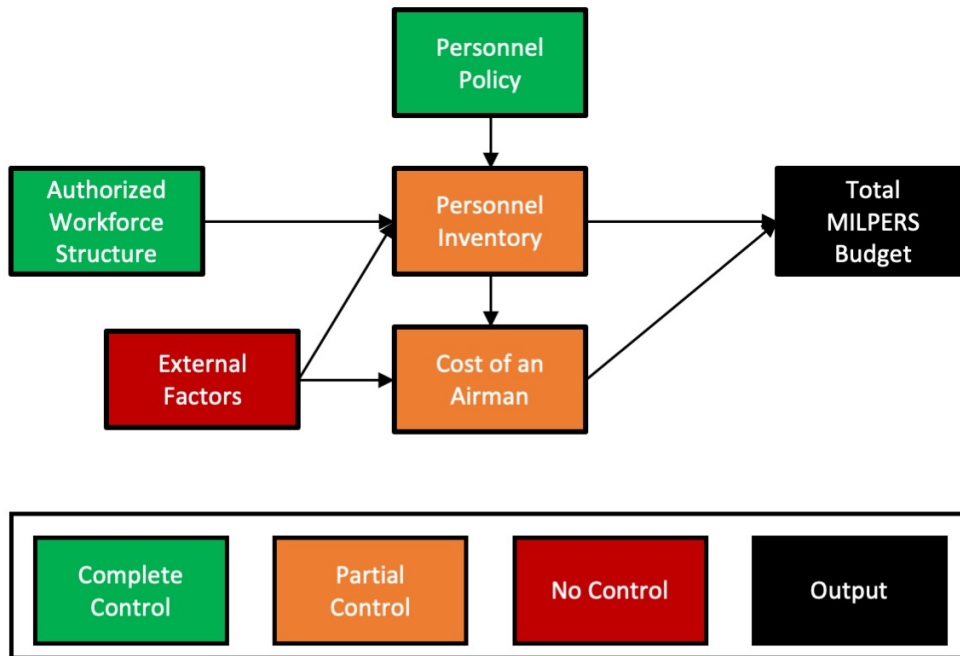 Personnel
Policy
Authorized
Workforce
Structure
Personnel
Inventory
Total
MILPERS
Budget
External
Factors
Cost of an
Airman
Complete
Control
Partial
Control
No Control
Output